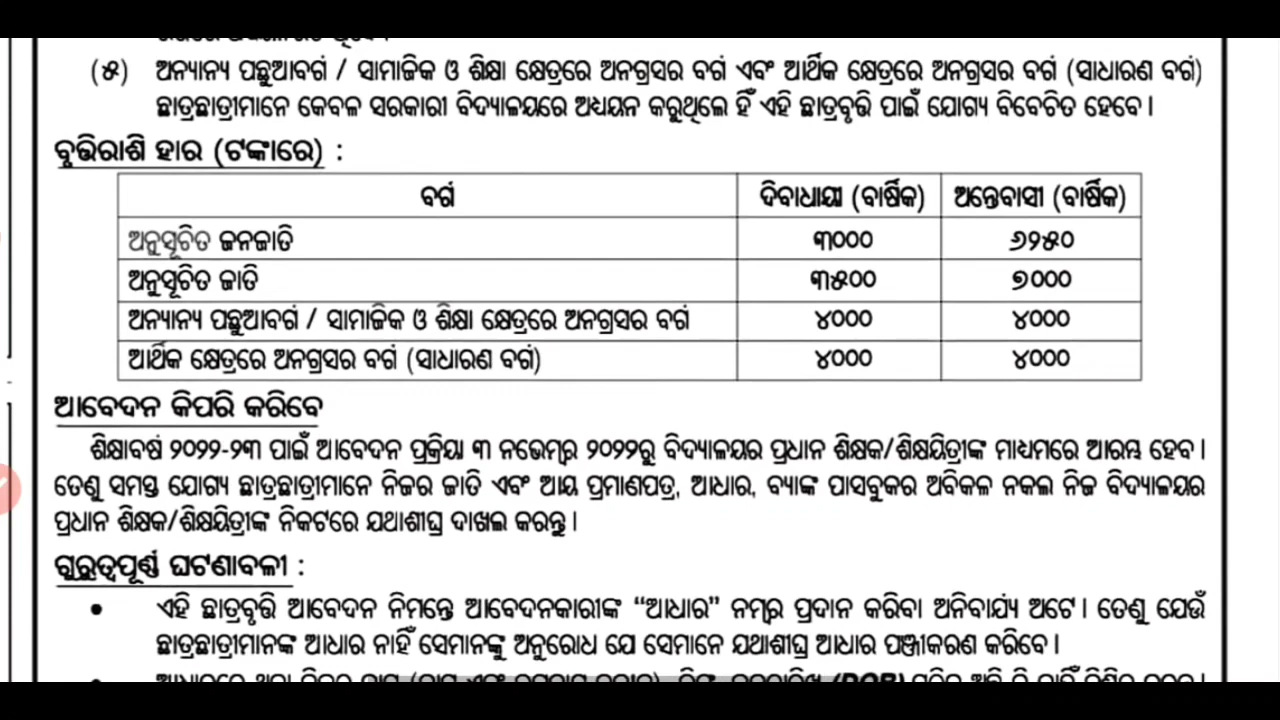 (୫) ଅନ୍ୟାନ୍ୟ ପଛୁଆବର୍ଗ / ସାମାଜିକ ଓ ଶିକ୍ଷା କ୍ଷେତ୍ରରେ ଅନଗ୍ରସର ବର୍ଗ ଏବଂ ଆର୍ଥିକ କ୍ଷେତ୍ରରେ ଅନଗ୍ରସର ବର୍ଗ (ସାଧାରଣ ବର୍ଗ)
ଛାତ୍ରଛାତ୍ରୀମାନେ କେବଳ ସରକାରୀ ବିଦ୍ୟାଳୟରେ ଅଧ୍ୟୟନ କରୁଥିଲେ ହିଁ ଏହି ଛାତ୍ରବୃତ୍ତି ପାଇଁ ଯୋଗ୍ୟ ବିବେଚିତ ହେବେ ।
ବୃତ୍ତିରାଶି ହାର (ଟଙ୍କାରେ) :
ବର୍ଗ ଦିବାଧାୟୀ (ବାର୍ଷିକ) ଅନ୍ତେବାସୀ (ବାର୍ଷିକ)
ଅନୁସୂଚିତ ଜନଜାତି ୩୦୦୦ ୬୨୫୦
ଅନୁସୂଚିତ ଜାତି ୩୫୦୦ ୭୦୦୦
ଅନ୍ୟାନ୍ୟ ପଛୁଆବର୍ଗ / ସାମାଜିକ ଓ ଶିକ୍ଷା କ୍ଷେତ୍ରରେ ଅନଗ୍ରସର ବର୍ଗ ୪୦୦୦ ୪୦୦୦
ଆର୍ଥିକ କ୍ଷେତ୍ରରେ ଅନଗ୍ରସର ବର୍ଗ (ସାଧାରଣ ବର୍ଗ) ୪୦୦୦ ୪୦୦୦
ଆବେଦନ କିପରି କରିବେ
ଶିକ୍ଷାବର୍ଷ ୨୦୨୨-୨୩ ପାଇଁ ଆବେଦନ ପ୍ରକ୍ରିୟା ୩ ନଭେମ୍ବର ୨୦୨୨ରୁ ବିଦ୍ୟାଳୟର ପ୍ରଧାନ ଶିକ୍ଷକ/ଶିକ୍ଷୟିତ୍ରୀଙ୍କ ମାଧ୍ୟମରେ ଆରମ୍ଭ ହେବ ।
ତେଣୁ ସମସ୍ତ ଯୋଗ୍ୟ ଛାତ୍ରଛାତ୍ରୀମାନେ ନିଜର ଜାତି ଏବଂ ଆୟ ପ୍ରମାଣପତ୍ର, ଆଧାର, ବ୍ୟାଙ୍କ ପାସବୁକର ଅବିକଳ ନକଲ ନିଜ ବିଦ୍ୟାଳୟର
ପ୍ରଧାନ ଶିକ୍ଷକ/ଶିକ୍ଷୟିତ୍ରୀଙ୍କ ନିକଟରେ ଯଥାଶୀଘ୍ର ଦାଖଲ କରନ୍ତୁ ।
ଗୁରୁତ୍ୱପୂର୍ଣ୍ଣ ଘଟଣାବଳୀ :
• ଏହି ଛାତ୍ରବୃତ୍ତି ଆବେଦନ ନିମନ୍ତେ ଆବେଦନକାରୀଙ୍କ “ଆଧାର” ନମ୍ବର ପ୍ରଦାନ କରିବା ଅନିବାର୍ଯ୍ୟ ଅଟେ । ତେଣୁ ଯେଉଁ
ଛାତ୍ରଛାତ୍ରୀମାନଙ୍କ ଆଧାର ନାହିଁ ସେମାନଙ୍କୁ ଅନୁରୋଧ ଯେ ସେମାନେ ଯଥାଶୀଘ୍ର ଆଧାର ପଞ୍ଜୀକରଣ କରିବେ ।